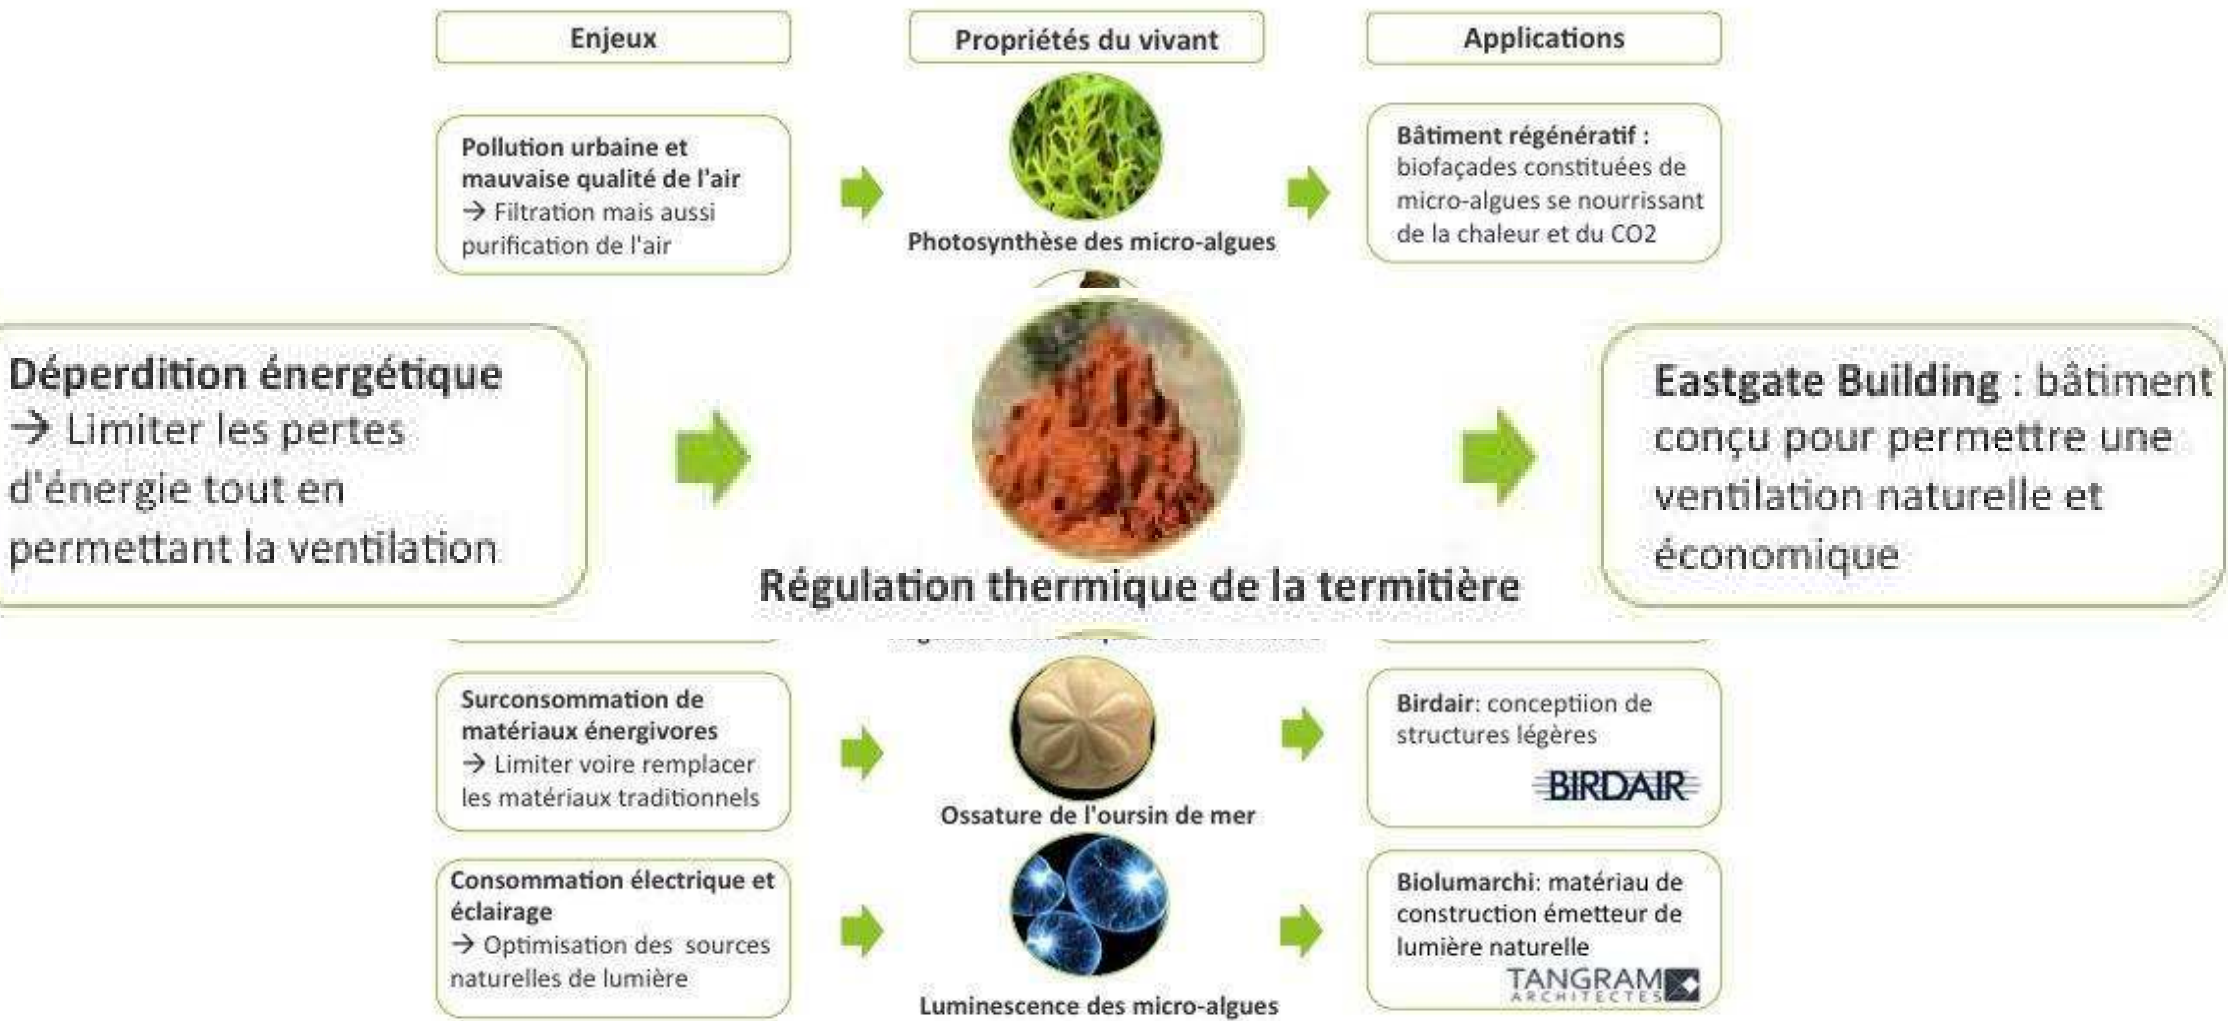 Enjeux
Propriétés du vivant
Applications
Pollution urbaine et
mauvaise qualité de l'air
→ Filtration mais aussi
purification de l'air
Photosynthèse des micro-algues
Bâtiment régénératif :
biofaçades constituées de
micro-algues se nourrissant
de la chaleur et du CO2
Déperdition énergétique
→ Limiter les pertes
d'énergie tout en
permettant la ventilation
Régulation thermique de la termitière
Eastgate Building : bâtiment
conçu pour permettre une
ventilation naturelle et
économique
Surconsommation de
matériaux énergivores
→ Limiter voire remplacer
les matériaux traditionnels
Ossature de l'oursin de mer
Birdair: conceptiion de
structures légères
BIRDAIR
Consommation électrique et
éclairage
→ Optimisation des sources
naturelles de lumière
Luminescence des micro-algues
Biolumarchi: matériau de
construction émetteur de
lumière naturelle
TANGRAM
ARCHITECTES